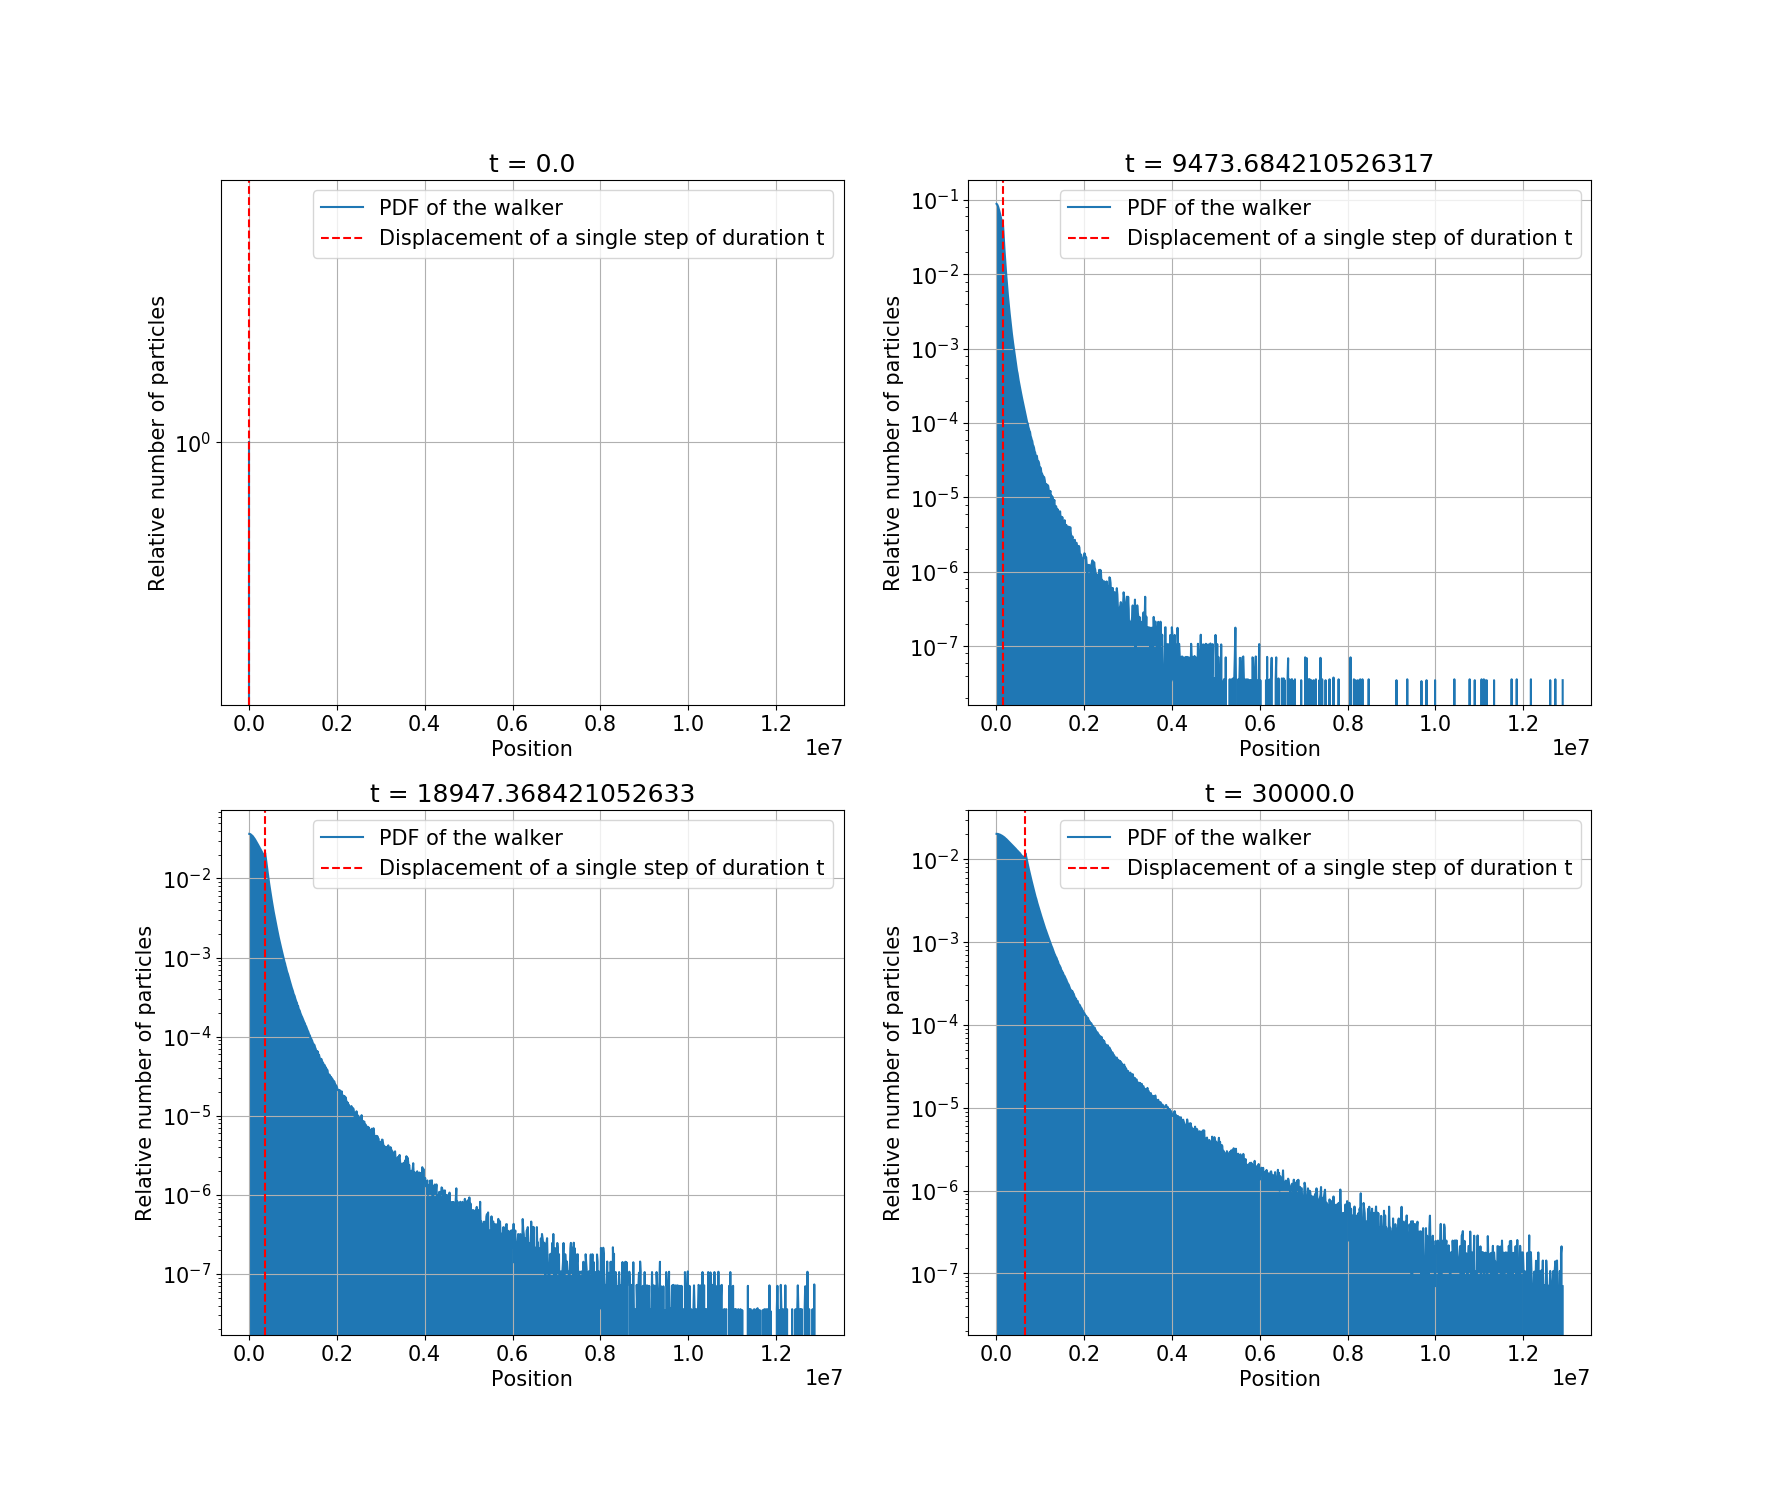 t = 0.0
PDF of the walker
Displacement of a single step of duration t
Relative number of particles
10⁰
0.0 0.2 0.4 0.6 0.8 1.0 1.2
1e7
Position
t = 9473.684210526317
PDF of the walker
Displacement of a single step of duration t
Relative number of particles
10⁻¹
10⁻²
10⁻³
10⁻⁴
10⁻⁵
10⁻⁶
10⁻⁷
0.0 0.2 0.4 0.6 0.8 1.0 1.2
1e7
Position
t = 18947.368421052633
PDF of the walker
Displacement of a single step of duration t
Relative number of particles
10⁻²
10⁻³
10⁻⁴
10⁻⁵
10⁻⁶
10⁻⁷
0.0 0.2 0.4 0.6 0.8 1.0 1.2
1e7
Position
t = 30000.0
PDF of the walker
Displacement of a single step of duration t
Relative number of particles
10⁻²
10⁻³
10⁻⁴
10⁻⁵
10⁻⁶
10⁻⁷
0.0 0.2 0.4 0.6 0.8 1.0 1.2
1e7
Position